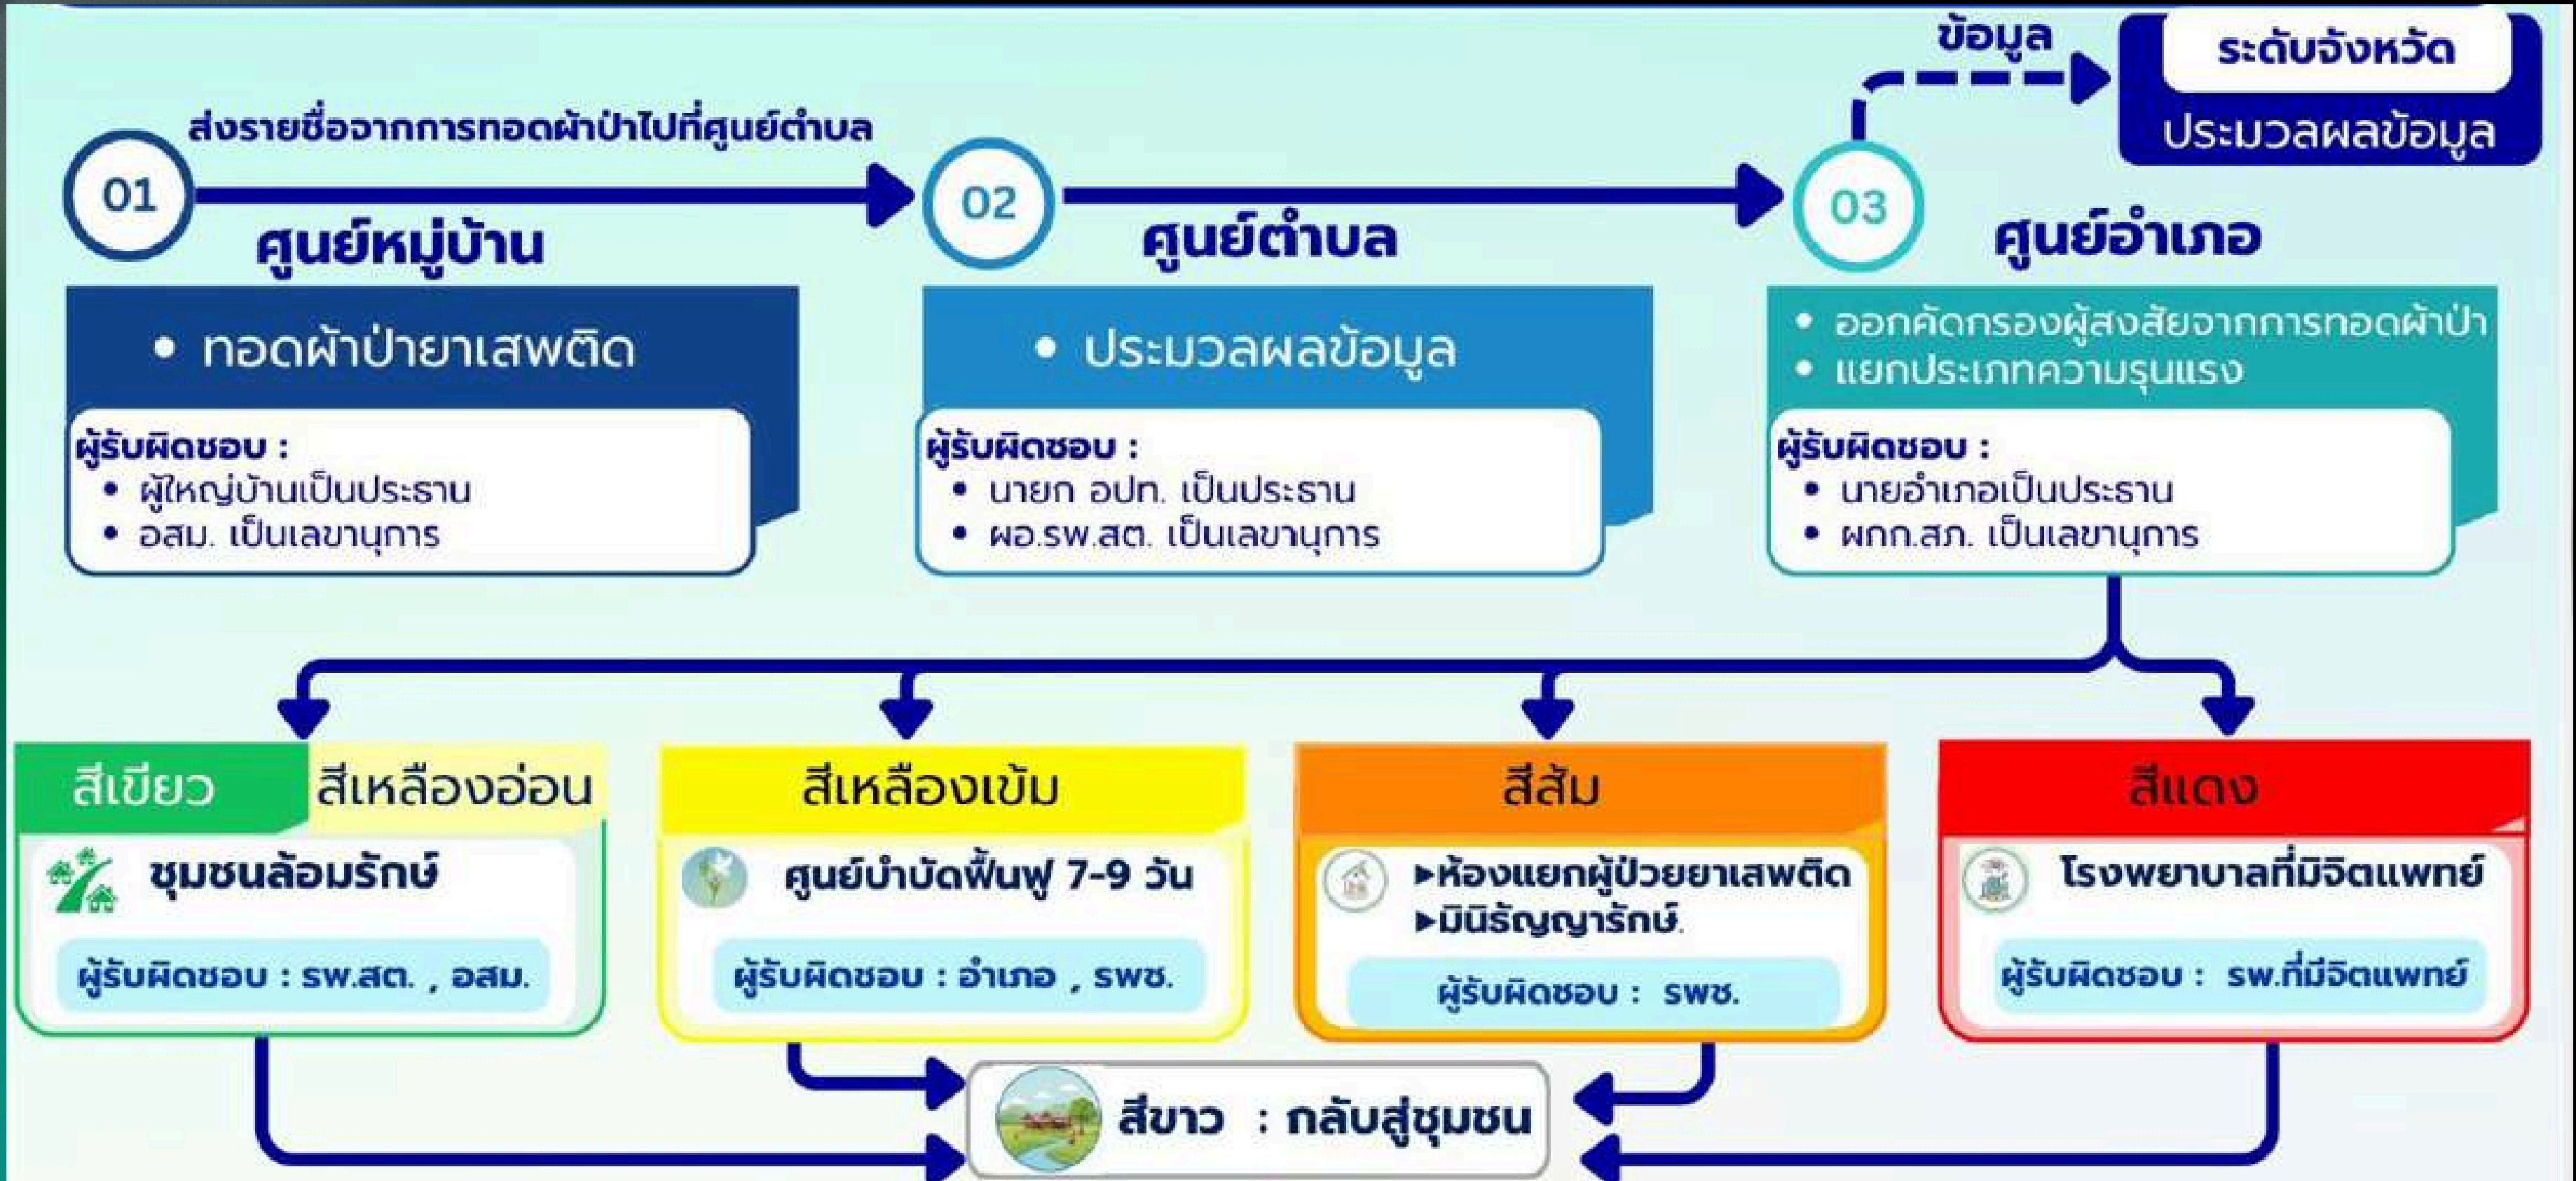 ข้อมูล
ระดับจังหวัด
ประมวลผลข้อมูล
ส่งรายชื่อจากการทอดผ้าป่าไปที่ศูนย์ตำบล
01
ศูนย์หมู่บ้าน
• ทอดผ้าป่ายาเสพติด
ผู้รับผิดชอบ :
• ผู้ใหญ่บ้านเป็นประธาน
• อสม. เป็นเลขานุการ
02
ศูนย์ตำบล
• ประมวลผลข้อมูล
ผู้รับผิดชอบ :
• นายก อปท. เป็นประธาน
• ผอ.รพ.สต. เป็นเลขานุการ
03
ศูนย์อำเภอ
• ออกคัดกรองผู้สงสัยจากการทอดผ้าป่า
• แยกประเภทความรุนแรง
ผู้รับผิดชอบ :
• นายอำเภอเป็นประธาน
• ผกก.สภ. เป็นเลขานุการ
สีเขียว
สีเหลืองอ่อน
ชุมชนล้อมรักษ์
ผู้รับผิดชอบ : รพ.สต. , อสม.
สีเหลืองเข้ม
ศูนย์บำบัดฟื้นฟู 7-9 วัน
ผู้รับผิดชอบ : อำเภอ , รพช.
สีส้ม
▶ห้องแยกผู้ป่วยยาเสพติด
▶มินิธัญญารักษ์.
ผู้รับผิดชอบ : รพช.
สีแดง
โรงพยาบาลที่มีจิตแพทย์
ผู้รับผิดชอบ : รพ.ที่มีจิตแพทย์
สีขาว : กลับสู่ชุมชน